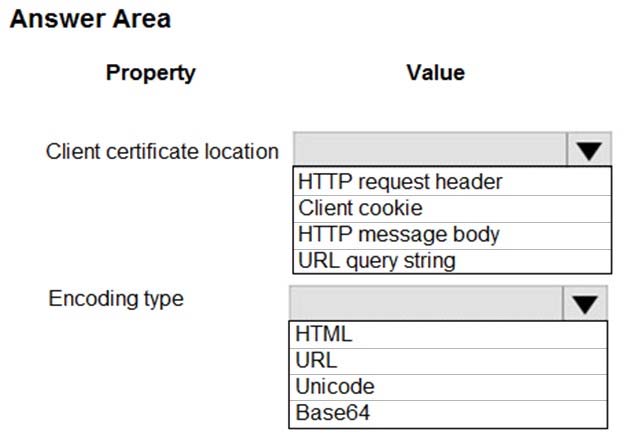 Answer Area
Property Value
Client certificate location
HTTP request header
Client cookie
HTTP message body
URL query string
Encoding type
HTML
URL
Unicode
Base64